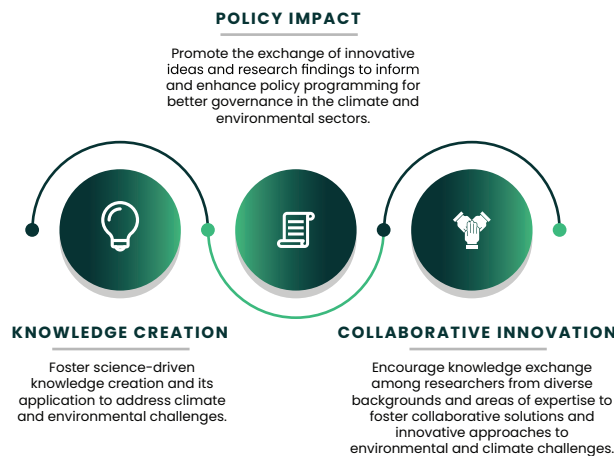 POLICY IMPACT
Promote the exchange of innovative
ideas and research findings to inform
and enhance policy programming for
better governance in the climate and
environmental sectors.
KNOWLEDGE CREATION
Foster science-driven
knowledge creation and its
application to address climate
and environmental challenges.
COLLABORATIVE INNOVATION
Encourage knowledge exchange
among researchers from diverse
backgrounds and areas of expertise to
foster collaborative solutions and
innovative approaches to
environmental and climate challenges.